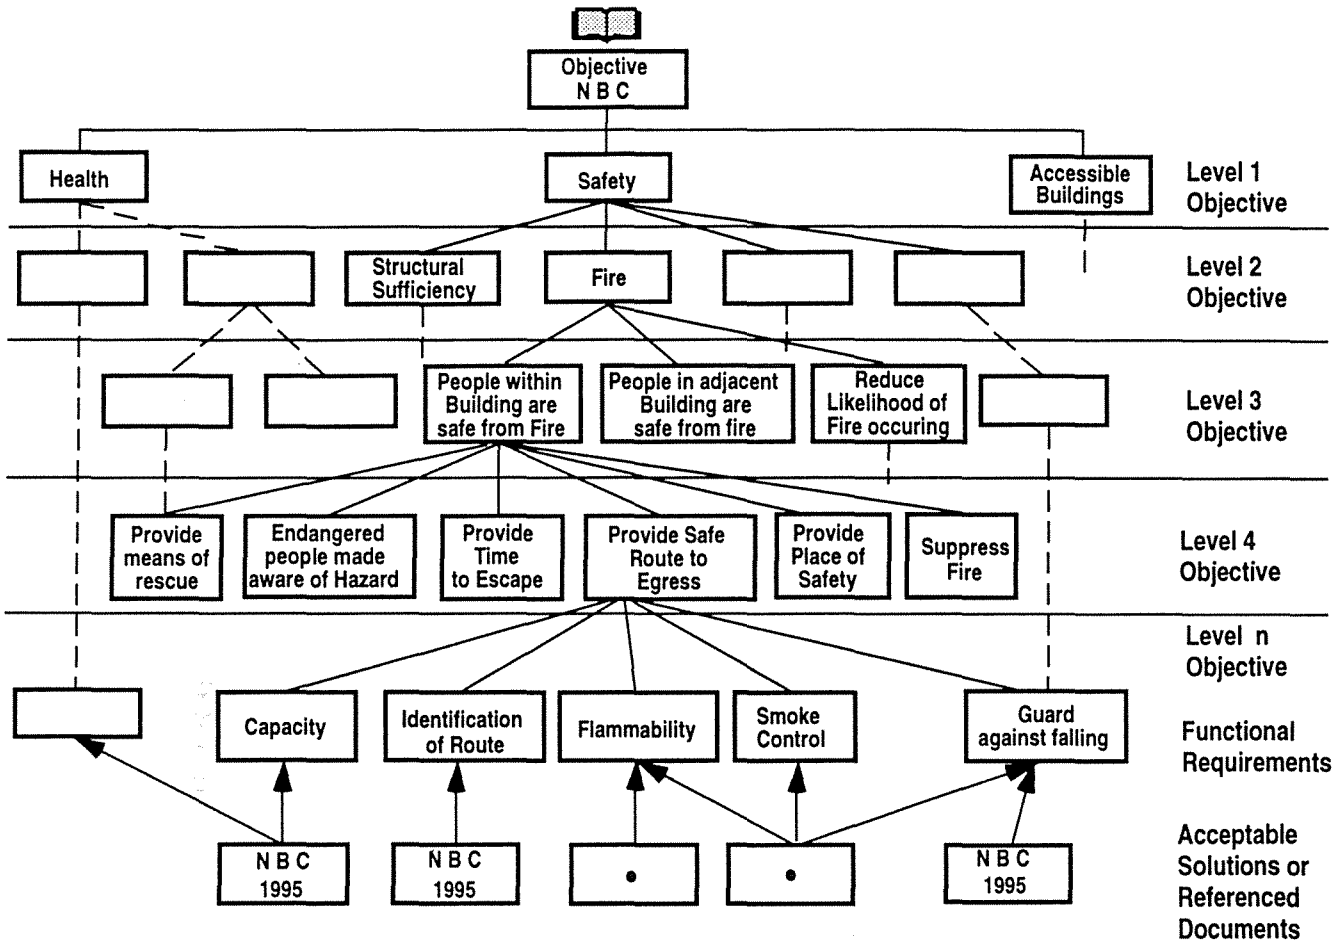 Objective
N B C
Health
Safety
Accessible
Buildings
Level 1
Objective
Structural
Sufficiency
Fire
Level 2
Objective
People within
Building are
safe from Fire
People in adjacent
Building are
safe from fire
Reduce
Likelihood of
Fire occuring
Level 3
Objective
Provide
means of
rescue
Endangered
people made
aware of Hazard
Provide
Time
to Escape
Provide Safe
Route to
Egress
Provide
Place of
Safety
Suppress
Fire
Level 4
Objective
Level n
Objective
Capacity
Identification
of Route
Flammability
Smoke
Control
Guard
against falling
Functional
Requirements
N B C
1995
N B C
1995
N B C
1995
Acceptable
Solutions or
Referenced
Documents